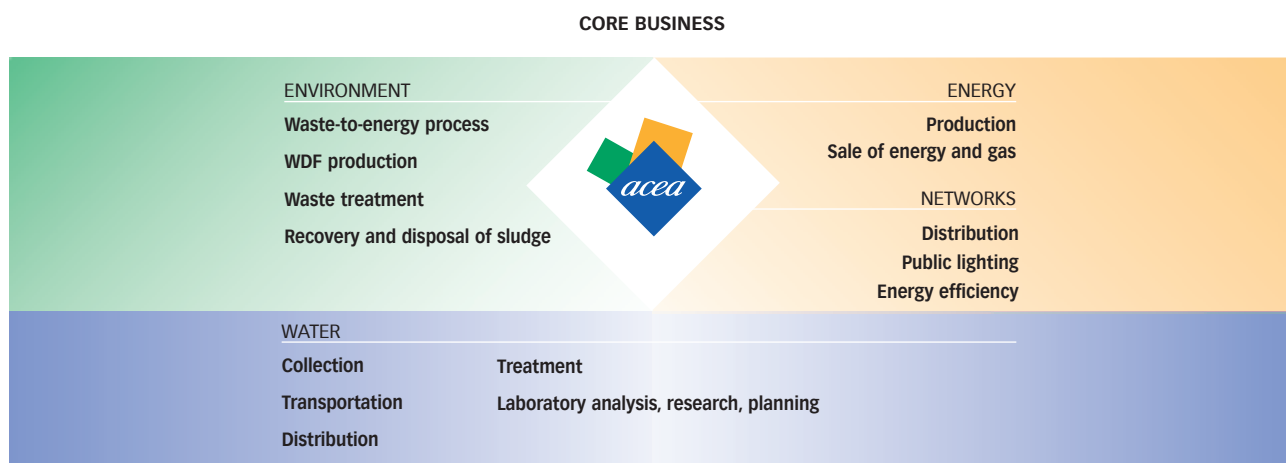 CORE BUSINESS
ENVIRONMENT
Waste-to-energy process
WDF production
Waste treatment
Recovery and disposal of sludge
acea
ENERGY
Production
Sale of energy and gas
NETWORKS
Distribution
Public lighting
Energy efficiency
WATER
Collection
Transportation
Distribution
Treatment
Laboratory analysis, research, planning